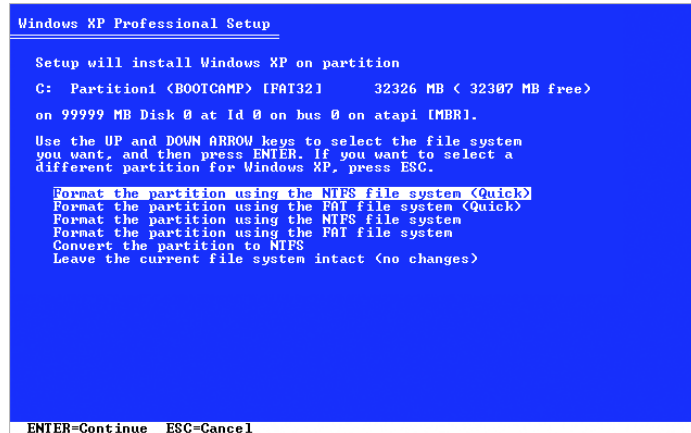 Windows XP Professional Setup
Setup will install Windows XP on partition
C: Partition1 (BOOTCAMP) [FAT32] 32326 MB ( 32307 MB free)
on 99999 MB Disk 0 at Id 0 on bus 0 on atapi [MBR].
Use the UP and DOWN ARROW keys to select the file system
you want, and then press ENTER. If you want to select a
different partition for Windows XP, press ESC.
Format the partition using the NTFS file system (Quick)
Format the partition using the FAT file system (Quick)
Format the partition using the NTFS file system
Format the partition using the FAT file system
Convert the partition to NTFS
Leave the current file system intact (no changes)
ENTER=Continue ESC=Cancel